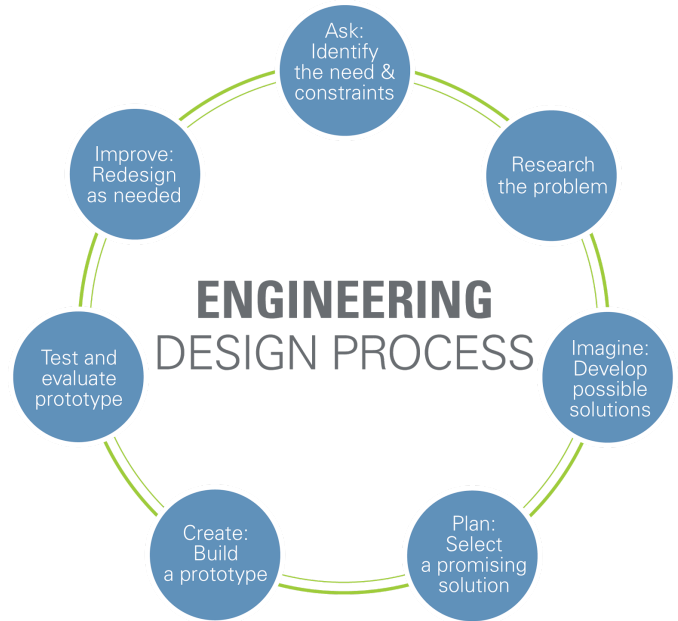 ENGINEERING
DESIGN PROCESS
Ask:
Identify
the need &
constraints
Research
the problem
Imagine:
Develop
possible
solutions
Plan:
Select
a promising
solution
Create:
Build
a prototype
Test and
evaluate
prototype
Improve:
Redesign
as needed